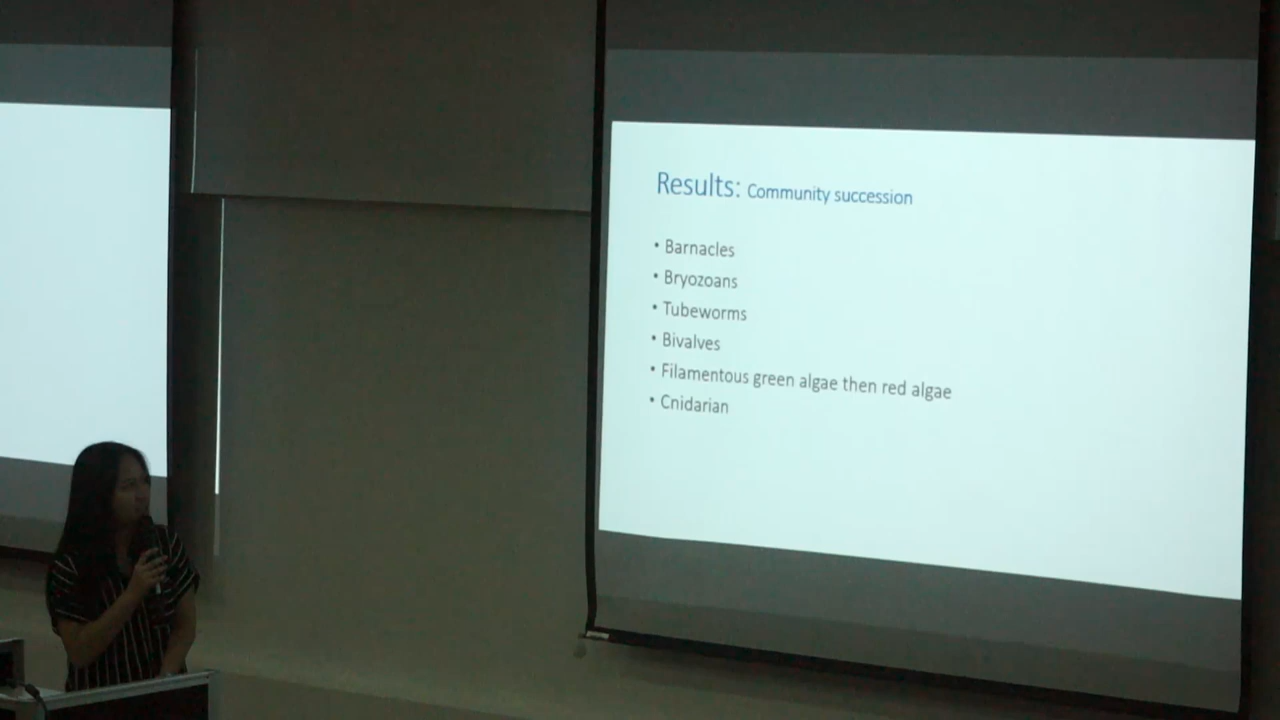 Results: Community succession
• Barnacles
• Bryozoans
• Tubeworms
• Bivalves
• Filamentous green algae then red algae
• Cnidarian